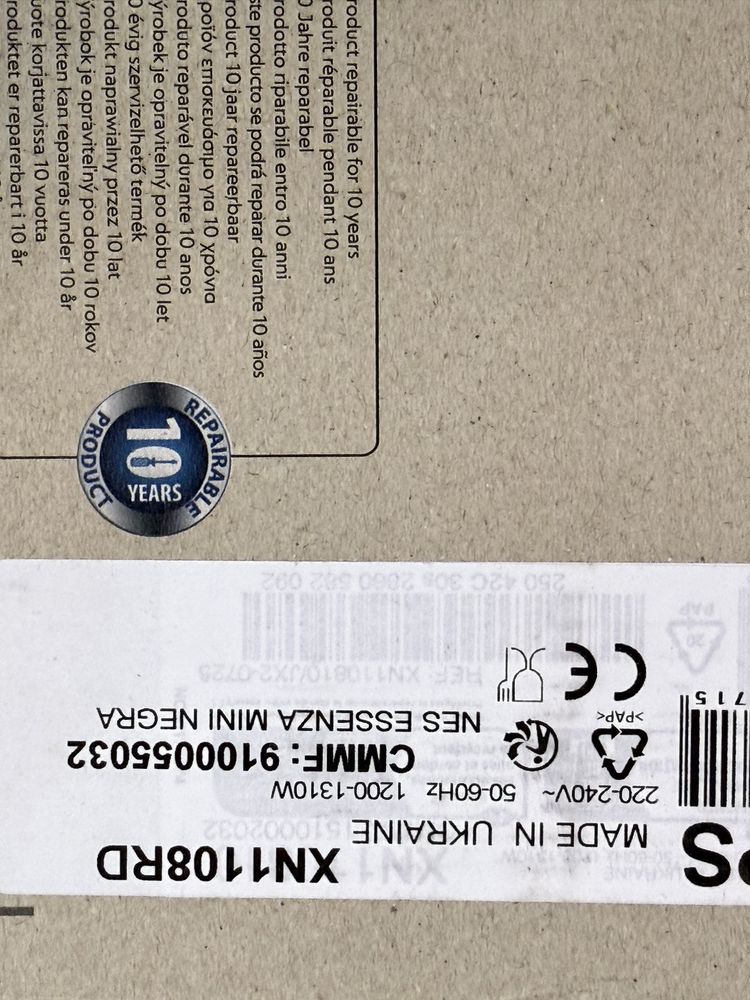 roduct repairable for 10 years
roduit réparable pendant 10 ans
0 Jahre reparabel
rodotto riparabile entro 10 anni
ste producto se podrá reparar durante 10 años
roduct 10 jaar repareerbaar
ροϊόν επισκευάσιμο για 10 χρόνια
roduto reparável durante 10 anos
ýrobek je opravitelný po dobu 10 let
0 évig szervizelhető termék
rodukt naprawialny przez 10 lat
ýrobok je opraviteľný po dobu 10 rokov
rodukten kan repareras under 10 år
uote korjattavissa 10 vuotta
roduktet er reparerbart i 10 år
REPAIRABLE
10
YEARS
PRODUCT
XN1108RD
MADE IN UKRAINE
220-240V~ 50-60Hz 1200-1310W
CMMF: 9100055032
>PAP<
NES ESSENZA MINI NEGRA
715
CE
REF: XN110810/JX2-0725